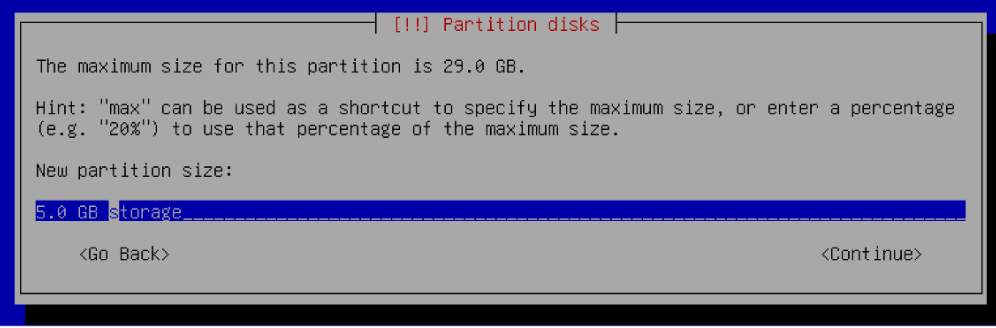 [!!] Partition disks
The maximum size for this partition is 29.0 GB.
Hint: "max" can be used as a shortcut to specify the maximum size, or enter a percentage
(e.g. "20%") to use that percentage of the maximum size.
New partition size:
5.0 GB storage
<Go Back> <Continue>